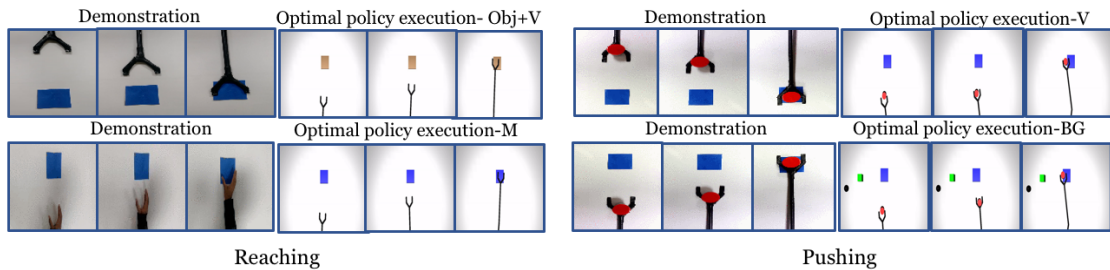 Demonstration
Optimal policy execution- Obj+V
Demonstration
Optimal policy execution-M
Reaching
Demonstration
Optimal policy execution-V
Demonstration
Optimal policy execution-BG
Pushing